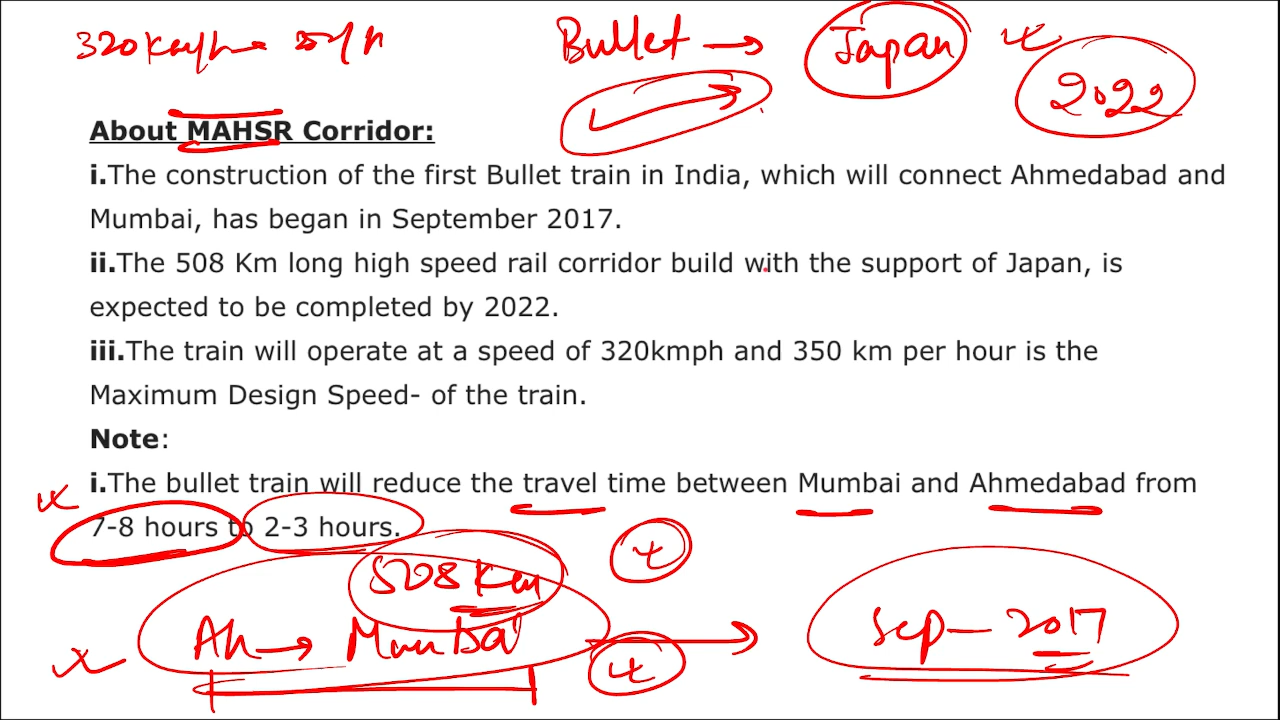 320km/h
Bullet → Japan
2022
About MAHSR Corridor:
i.The construction of the first Bullet train in India, which will connect Ahmedabad and
Mumbai, has began in September 2017.
ii.The 508 Km long high speed rail corridor build with the support of Japan, is
expected to be completed by 2022.
iii.The train will operate at a speed of 320kmph and 350 km per hour is the
Maximum Design Speed- of the train.
Note:
i.The bullet train will reduce the travel time between Mumbai and Ahmedabad from
7-8 hours to 2-3 hours.
508 Km
Ah → Mumbai
Sep - 2017